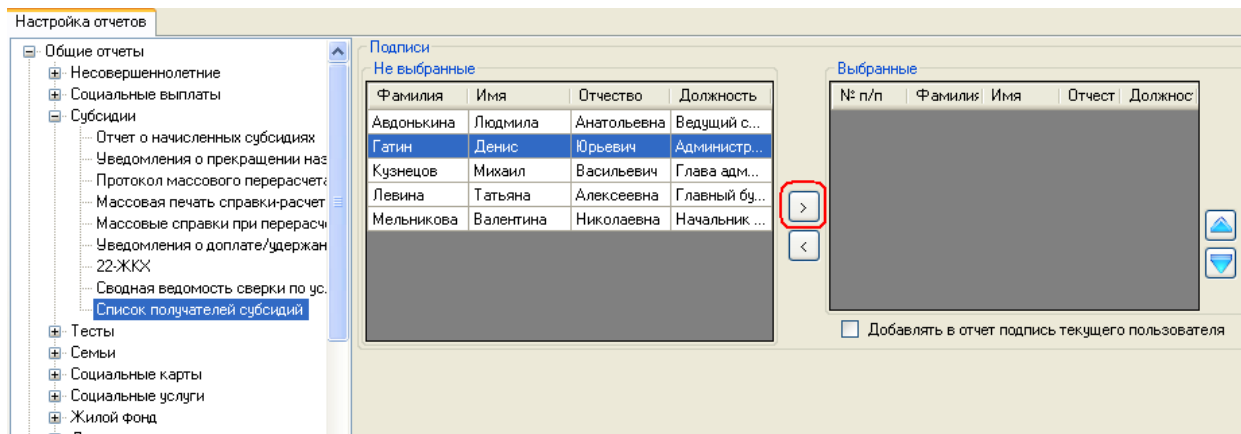 Настройка отчетов
Общие отчеты
Несовершеннолетние
Социальные выплаты
Субсидии
Отчет о начисленных субсидиях
Уведомления о прекращении наз
Протокол массового перерасчета
Массовая печать справки-расчет
Массовые справки при перерасч
Уведомления о доплате/удержан
22-ЖКХ
Сводная ведомость сверки по ус.
Список получателей субсидий
Тесты
Семьи
Социальные карты
Социальные услуги
Жилой фонд
Подписи
Не выбранные
Фамилия Имя Отчество Должность
Авдонькина Людмила Анатольевна Ведущий с...
Гатин Денис Юрьевич Администр...
Кузнецов Михаил Васильевич Глава адм...
Левина Татьяна Алексеевна Главный бу...
Мельникова Валентина Николаевна Начальник ...
>
<
Выбранные
№ п/п Фамилия Имя Отчест Должнос
Добавлять в отчет подпись текущего пользователя